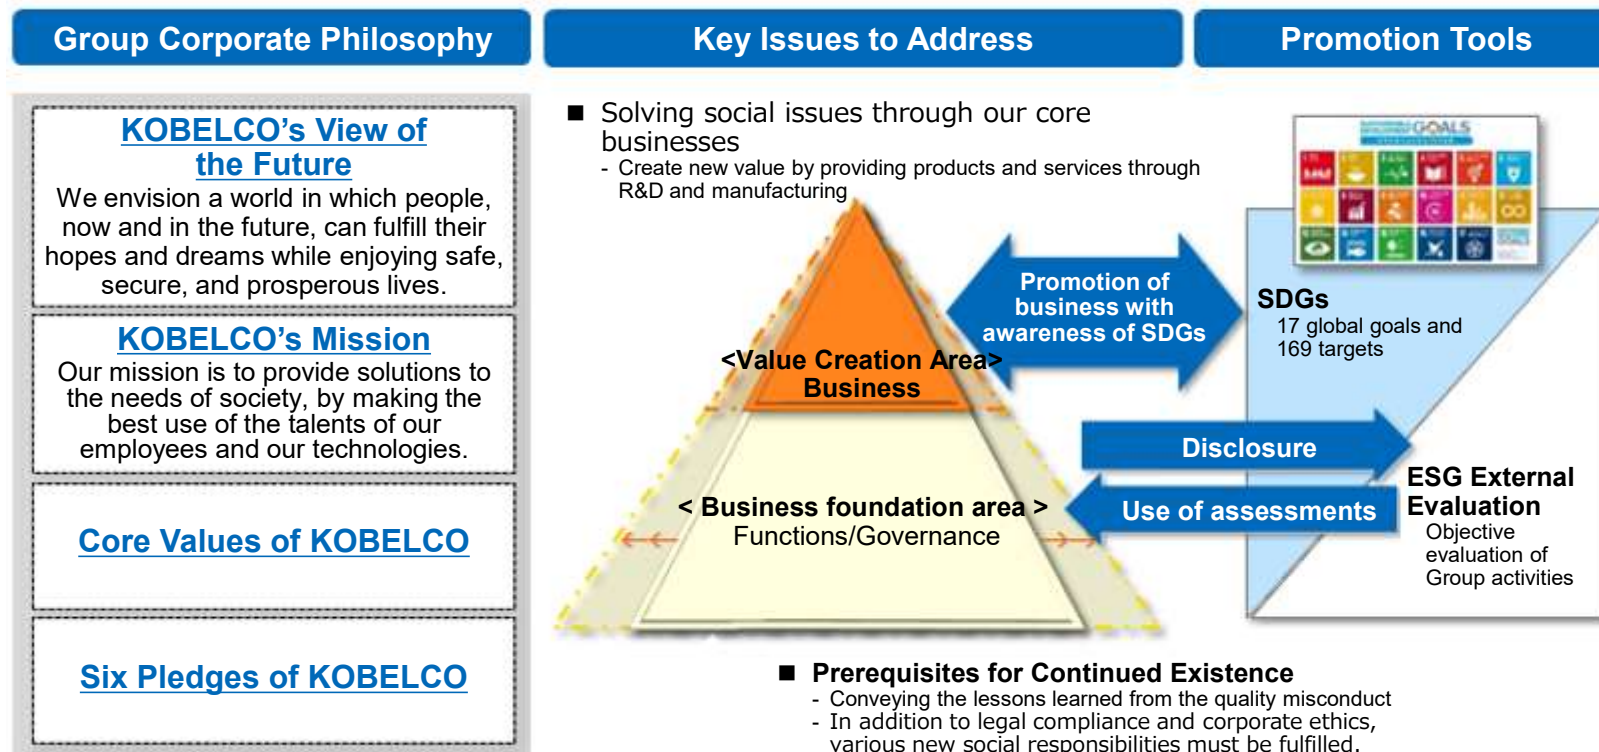 Group Corporate Philosophy
Key Issues to Address
Promotion Tools
KOBELCO's View of
the Future
We envision a world in which people,
now and in the future, can fulfill their
hopes and dreams while enjoying safe,
secure, and prosperous lives.
KOBELCO's Mission
Our mission is to provide solutions to
the needs of society, by making the
best use of the talents of our
employees and our technologies.
Core Values of KOBELCO
Six Pledges of KOBELCO
■ Solving social issues through our core
businesses
- Create new value by providing products and services through
R&D and manufacturing
<Value Creation Area>
Business
< Business foundation area >
Functions/Governance
Promotion of
business with
awareness of SDGs
Disclosure
Use of assessments
■ Prerequisites for Continued Existence
- Conveying the lessons learned from the quality misconduct
- In addition to legal compliance and corporate ethics,
various new social responsibilities must be fulfilled.
GOALS
SDGs
17 global goals and
169 targets
ESG External
Evaluation
Objective
evaluation of
Group activities